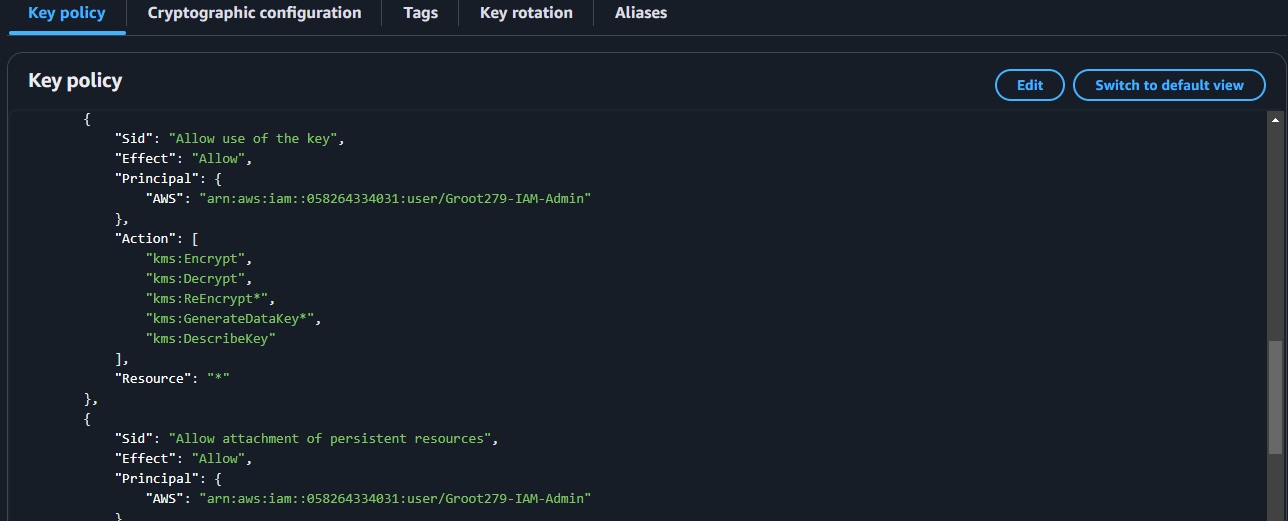 Key policy
Cryptographic configuration
Tags
Key rotation
Aliases
Key policy
Edit
Switch to default view
{
"Sid": "Allow use of the key",
"Effect": "Allow",
"Principal": {
"AWS": "arn:aws:iam::058264334031:user/Groot279-IAM-Admin"
},
"Action": [
"kms:Encrypt",
"kms:Decrypt",
"kms:ReEncrypt*",
"kms:GenerateDataKey*",
"kms:DescribeKey"
],
"Resource": "*"
},
{
"Sid": "Allow attachment of persistent resources",
"Effect": "Allow",
"Principal": {
"AWS": "arn:aws:iam::058264334031:user/Groot279-IAM-Admin"
}